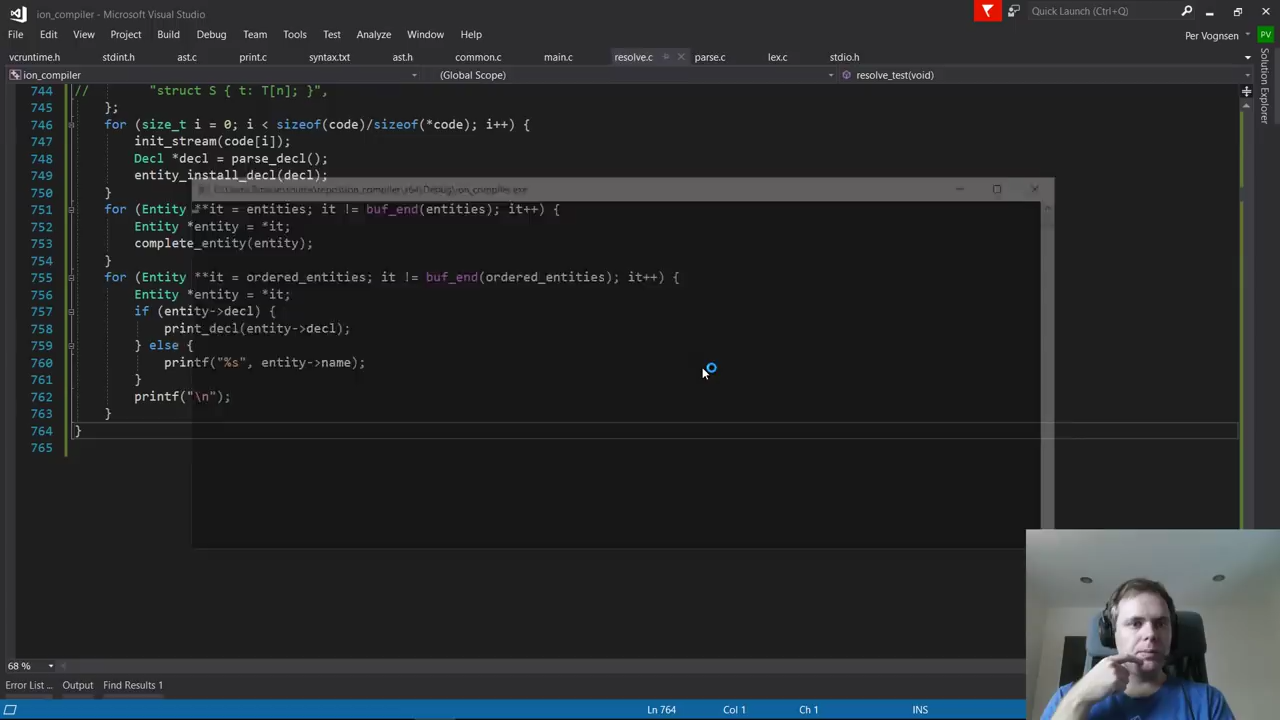 ion_compiler - Microsoft Visual Studio
Quick Launch (Ctrl+Q)
File Edit View Project Build Debug Team Tools Test Analyze Window Help
Per Vognsen PV
vcruntime.h stdint.h ast.c print.c syntax.txt ast.h common.c main.c resolve.c parse.c lex.c stdio.h
ion_compiler (Global Scope) resolve_test(void)
Solution Explorer
744 // "struct S { t: T[n]; }",
745 };
746 for (size_t i = 0; i < sizeof(code)/sizeof(*code); i++) {
747 init_stream(code[i]);
748 Decl *decl = parse_decl();
749 entity_install_decl(decl);
750 }
751 for (Entity **it = entities; it != buf_end(entities); it++) {
752 Entity *entity = *it;
753 complete_entity(entity);
754 }
755 for (Entity **it = ordered_entities; it != buf_end(ordered_entities); it++) {
756 Entity *entity = *it;
757 if (entity->decl) {
758 print_decl(entity->decl);
759 } else {
760 printf("%s", entity->name);
761 }
762 printf("\n");
763 }
764 }
765
68 %
Error List ... Output Find Results 1
Ln 764 Col 1 Ch 1 INS